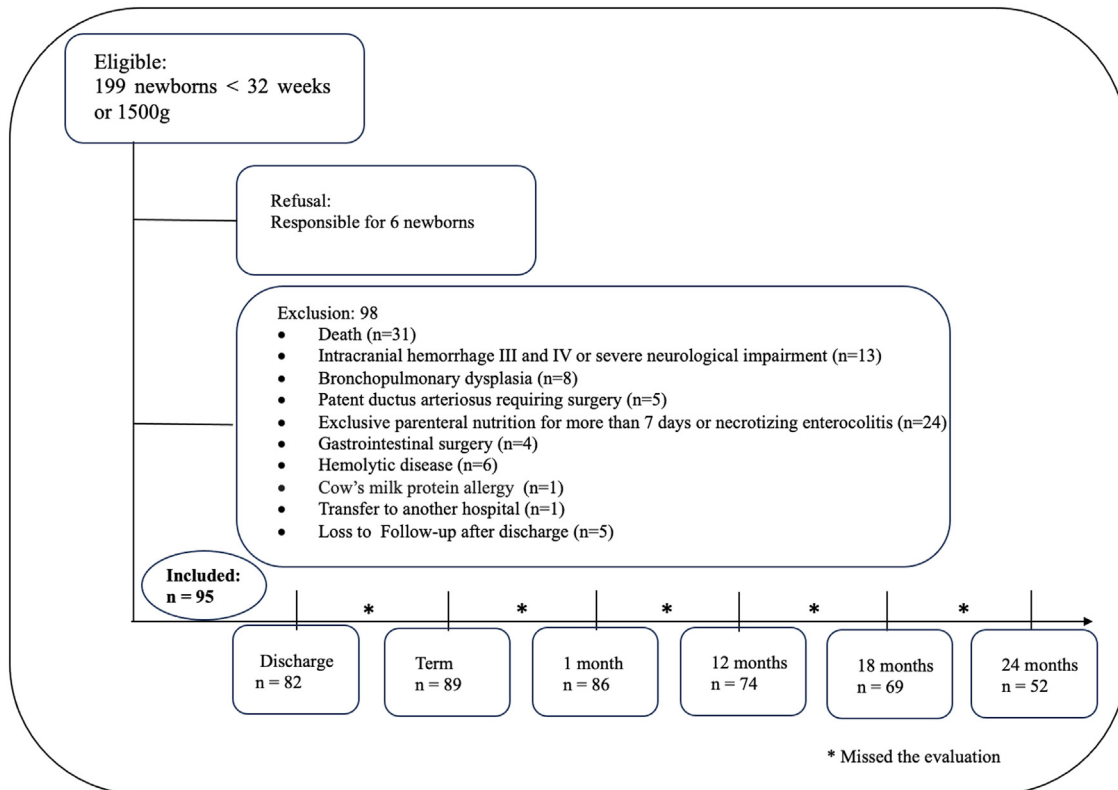 Eligible:
199 newborns < 32 weeks
or 1500g
Refusal:
Responsible for 6 newborns
Exclusion: 98
• Death (n=31)
• Intracranial hemorrhage III and IV or severe neurological impairment (n=13)
• Bronchopulmonary dysplasia (n=8)
• Patent ductus arteriosus requiring surgery (n=5)
• Exclusive parenteral nutrition for more than 7 days or necrotizing enterocolitis (n=24)
• Gastrointestinal surgery (n=4)
• Hemolytic disease (n=6)
• Cow's milk protein allergy (n=1)
• Transfer to another hospital (n=1)
• Loss to Follow-up after discharge (n=5)
Included:
n = 95
* * * * *
Discharge
n = 82
Term
n = 89
1 month
n = 86
12 months
n = 74
18 months
n = 69
24 months
n = 52
* Missed the evaluation